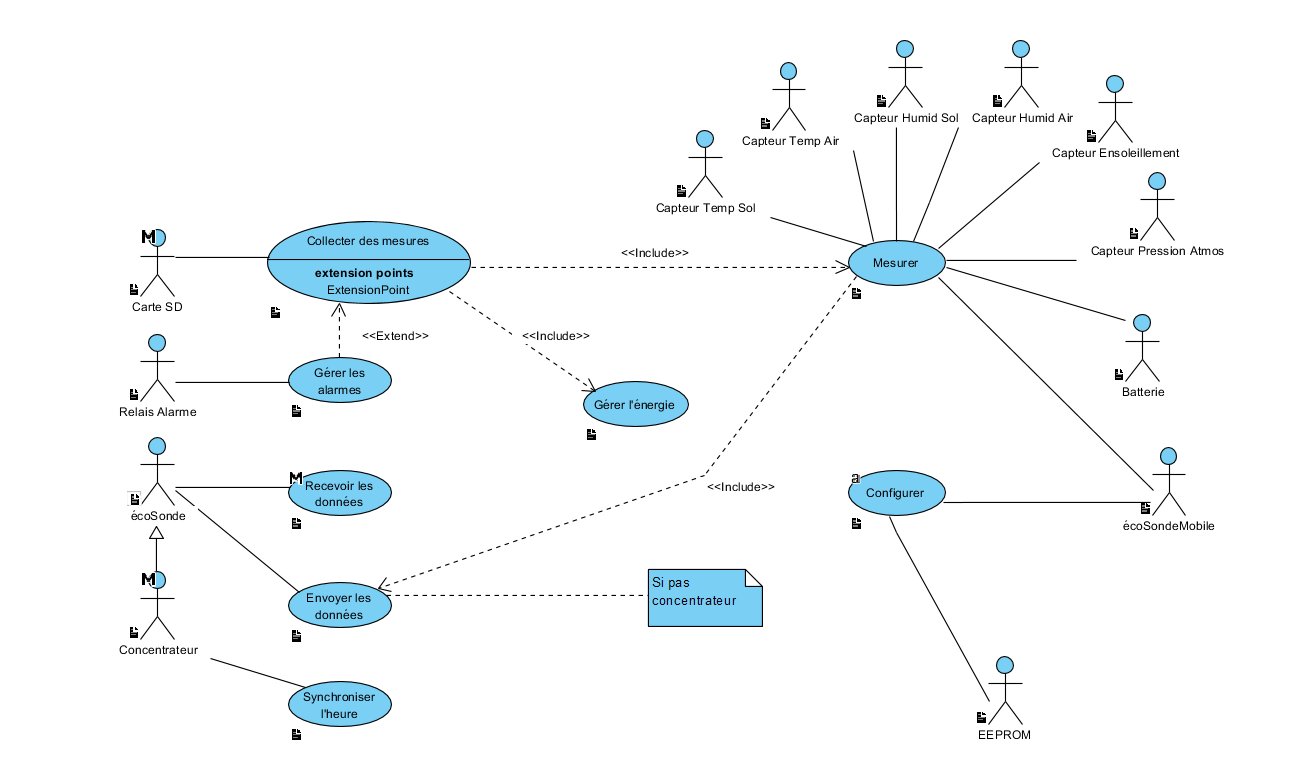 Capteur Humid Sol
Capteur Humid Air
Capteur Temp Air
Capteur Ensoleillement
Capteur Temp Sol
Capteur Pression Atmos
M
Collecter des mesures
extension points
ExtensionPoint
<<Include>>
Mesurer
Carte SD
<<Extend>>
<<Include>>
Gérer les
alarmes
Relais Alarme
Gérer l'énergie
Batterie
M
Recevoir les
données
<<Include>>
a
Configurer
écoSonde
écoSondeMobile
M
Envoyer les
données
Si pas
concentrateur
Concentrateur
Synchroniser
l'heure
EEPROM